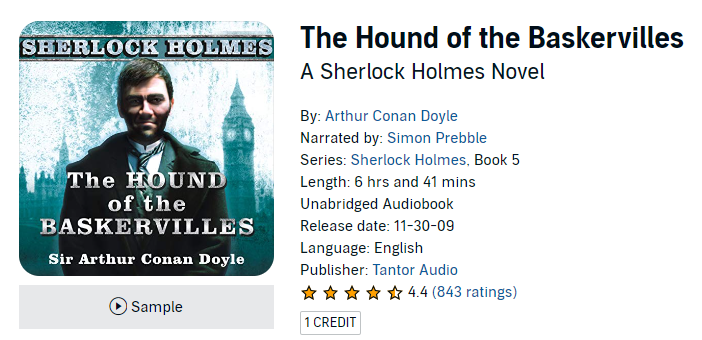 SHERLOCK HOLMES
The HOUND
of the
BASKERVILLES
Sir Arthur Conan Doyle
Sample
The Hound of the Baskervilles
A Sherlock Holmes Novel
By: Arthur Conan Doyle
Narrated by: Simon Prebble
Series: Sherlock Holmes, Book 5
Length: 6 hrs and 41 mins
Unabridged Audiobook
Release date: 11-30-09
Language: English
Publisher: Tantor Audio
4.4 (843 ratings)
1 CREDIT